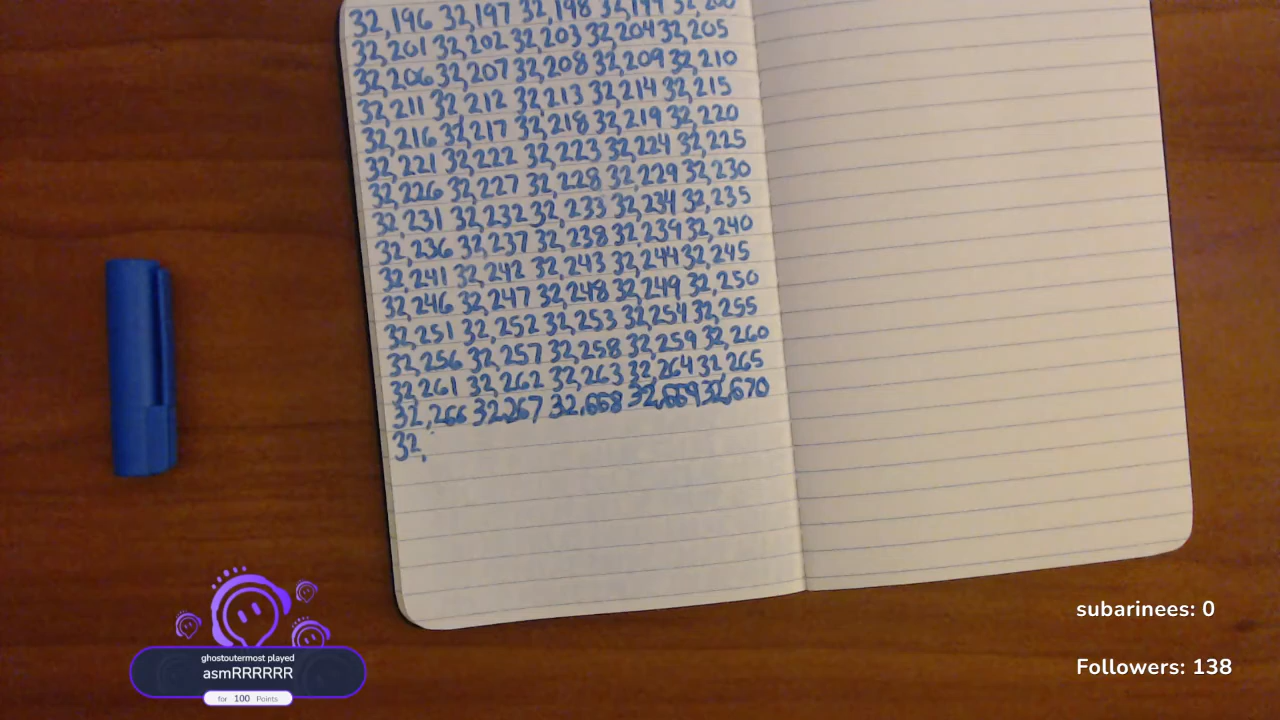 32,196 32,197 32,198 32,199 32,200
32,201 32,202 32,203 32,204 32,205
32,206 32,207 32,208 32,209 32,210
32,211 32,212 32,213 32,214 32,215
32,216 32,217 32,218 32,219 32,220
32,221 32,222 32,223 32,224 32,225
32,226 32,227 32,228 32,229 32,230
32,231 32,232 32,233 32,234 32,235
32,236 32,237 32,238 32,239 32,240
32,241 32,242 32,243 32,244 32,245
32,246 32,247 32,248 32,249 32,250
32,251 32,252 32,253 32,254 32,255
32,256 32,257 32,258 32,259 32,260
32,261 32,262 32,263 32,264 32,265
32,266 32,267 32,668 32,669 32,670
32,
ghostoutermost played
asmRRRRRR
for 100 Points
subarinees: 0
Followers: 138